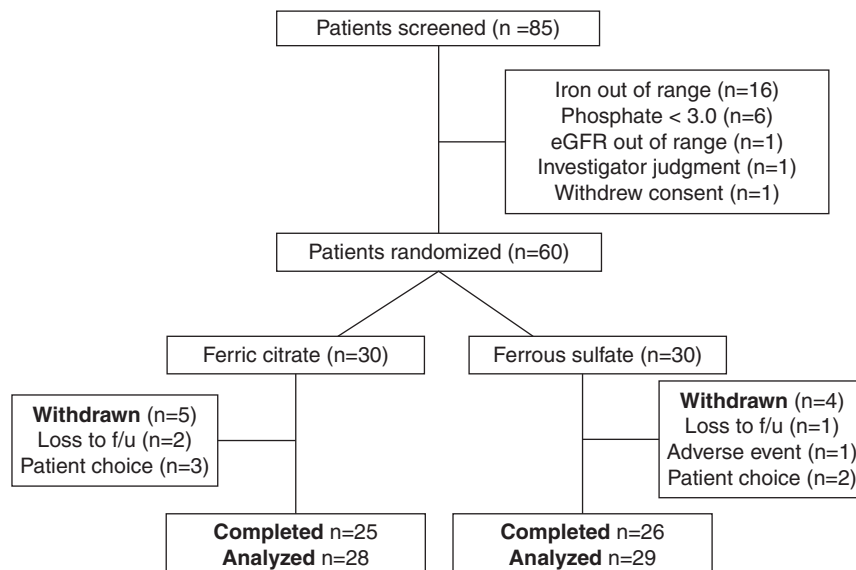 Patients screened (n =85)
Iron out of range (n=16)
Phosphate < 3.0 (n=6)
eGFR out of range (n=1)
Investigator judgment (n=1)
Withdrew consent (n=1)
Patients randomized (n=60)
Ferric citrate (n=30)
Ferrous sulfate (n=30)
Withdrawn (n=5)
Loss to f/u (n=2)
Patient choice (n=3)
Withdrawn (n=4)
Loss to f/u (n=1)
Adverse event (n=1)
Patient choice (n=2)
Completed n=25
Analyzed n=28
Completed n=26
Analyzed n=29